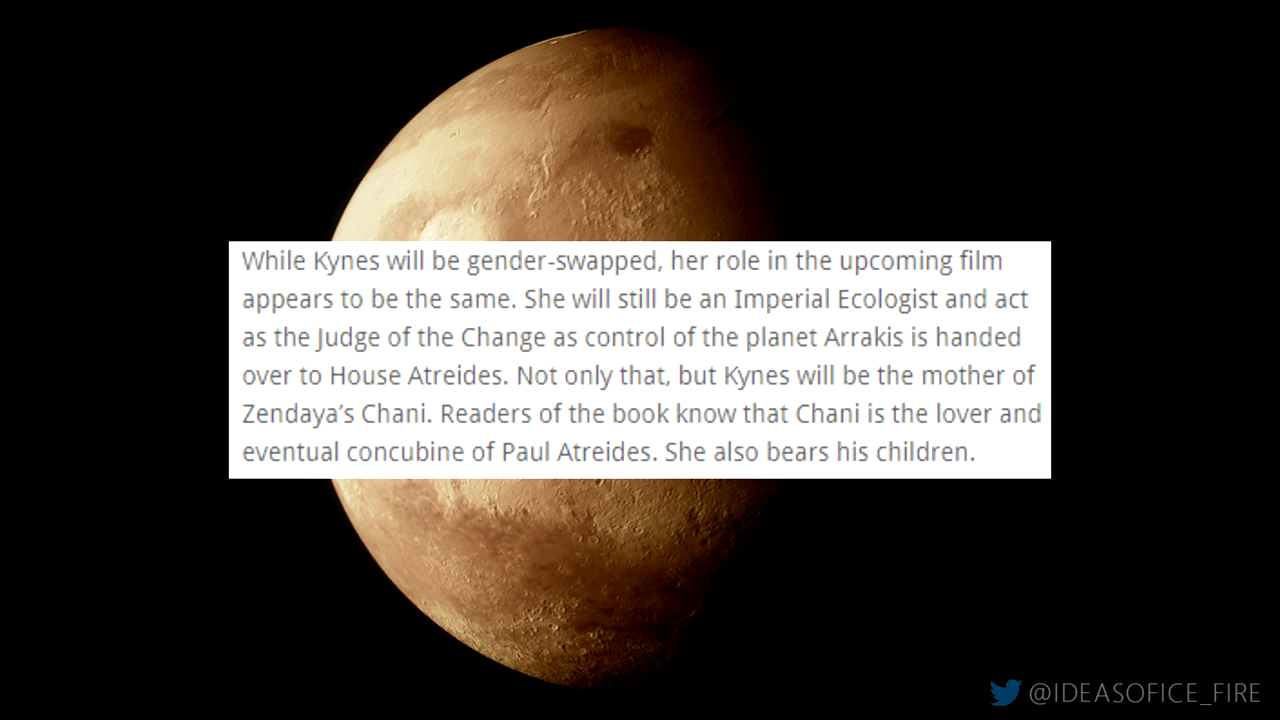 While Kynes will be gender-swapped, her role in the upcoming film
appears to be the same. She will still be an Imperial Ecologist and act
as the Judge of the Change as control of the planet Arrakis is handed
over to House Atreides. Not only that, but Kynes will be the mother of
Zendaya’s Chani. Readers of the book know that Chani is the lover and
eventual concubine of Paul Atreides. She also bears his children.
@IDEASOFICE_FIRE